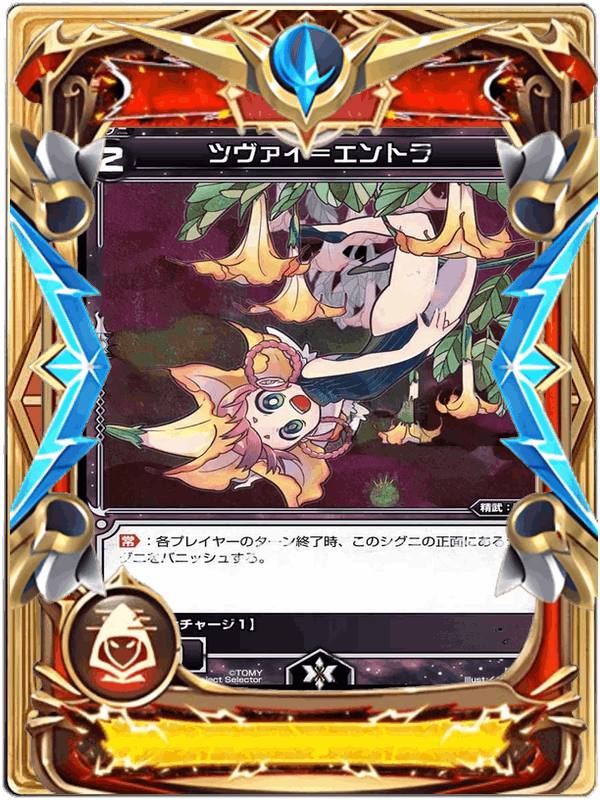 2
ツヴァイ＝エントラ
精武：
常：各プレイヤーのターン終了時、このシグニの正面にある
グニをバニッシュする。
チャージ1】
©TOMY
ect Selector
Illust